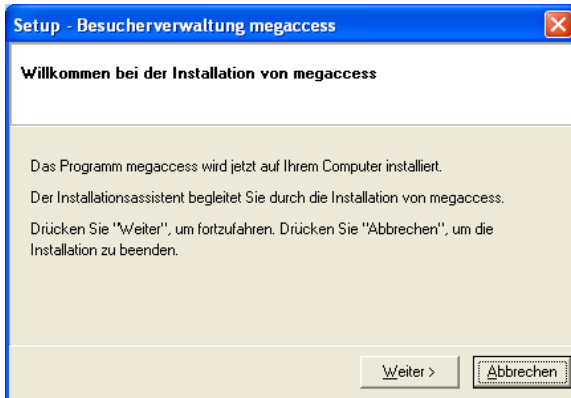 Setup - Besucherverwaltung megaccess
Willkommen bei der Installation von megaccess
Das Programm megaccess wird jetzt auf Ihrem Computer installiert.
Der Installationsassistent begleitet Sie durch die Installation von megaccess.
Drücken Sie "Weiter", um fortzufahren. Drücken Sie "Abbrechen", um die
Installation zu beenden.
Weiter >
Abbrechen